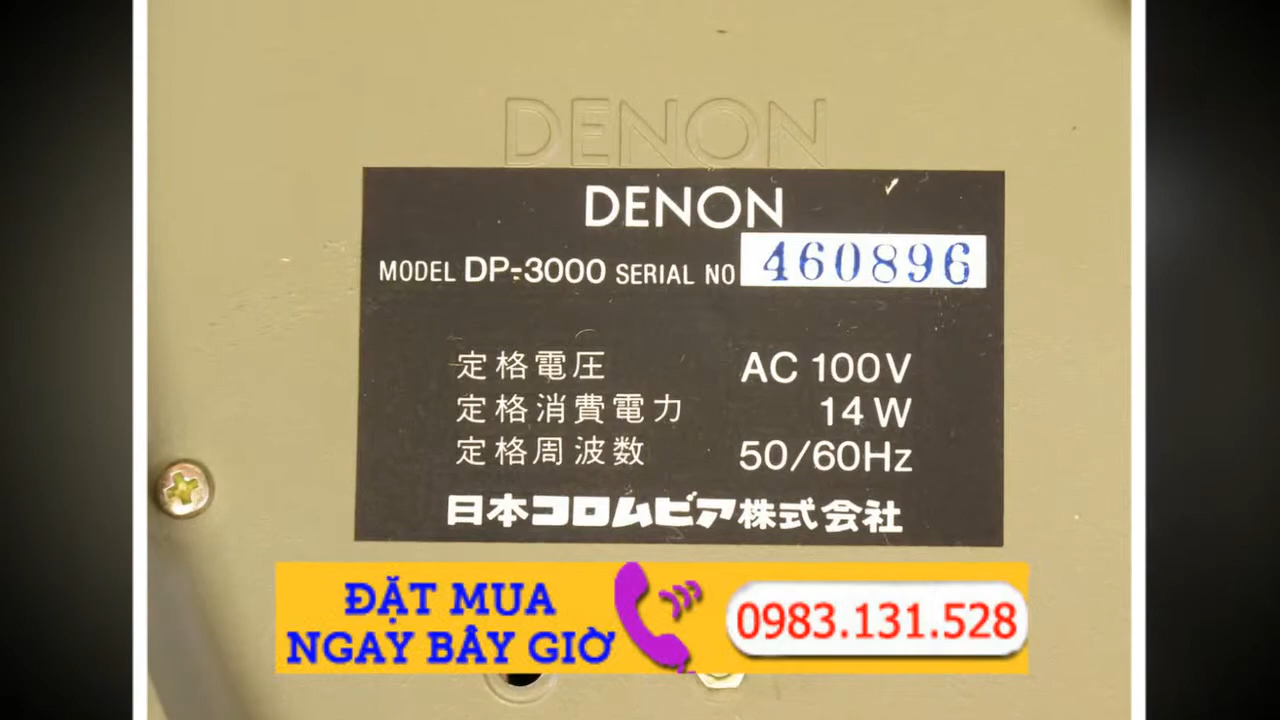 DENON
DENON
MODEL DP-3000 SERIAL NO 460896
定格電圧 AC 100V
定格消費電力 14W
定格周波数 50/60Hz
日本コロムビア株式会社
ĐẶT MUA
NGAY BÂY GIỜ
0983.131.528